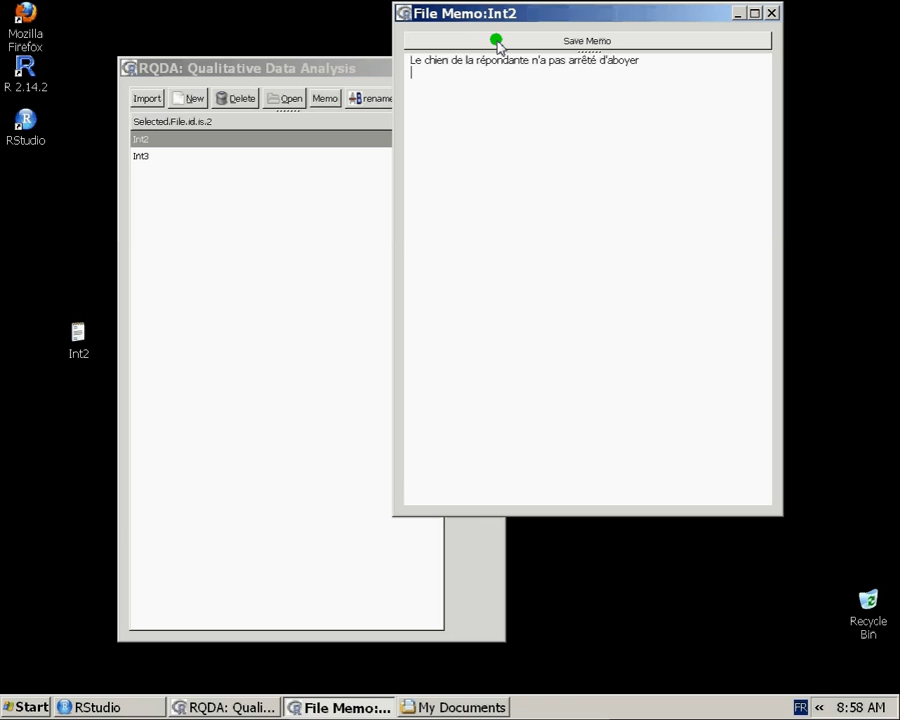 Mozilla
Firefox
R 2.14.2
RStudio
Int2
RQDA: Qualitative Data Analysis
Import
New
Delete
Open
Memo
rename
Selected.File.id.is.2
Int2
Int3
File Memo:Int2
Save Memo
Le chien de la répondante n'a pas arrêté d'aboyer
Recycle
Bin
Start
RStudio
RQDA: Quali...
File Memo:...
My Documents
FR
«
8:58 AM